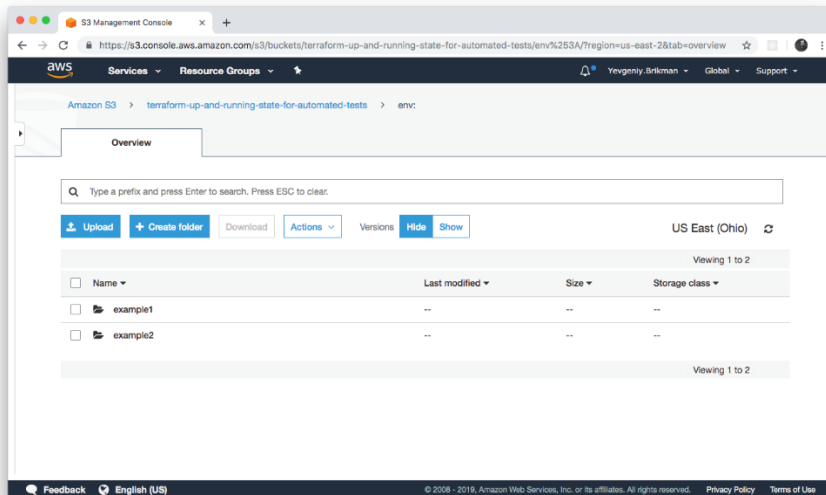 S3 Management Console × +
https://s3.console.aws.amazon.com/s3/buckets/terraform-up-and-running-state-for-automated-tests/env%253A/?region=us-east-2&tab=overview
aws Services Resource Groups Yevgeniy.Brikman Global Support
Amazon S3 > terraform-up-and-running-state-for-automated-tests > env:
Overview
Type a prefix and press Enter to search. Press ESC to clear.
Upload + Create folder Download Actions Versions Hide Show US East (Ohio)
Viewing 1 to 2
Name Last modified Size Storage class
example1 -- -- --
example2 -- -- --
Viewing 1 to 2
Feedback English (US) © 2008 - 2019, Amazon Web Services, Inc. or its affiliates. All rights reserved. Privacy Policy Terms of Use